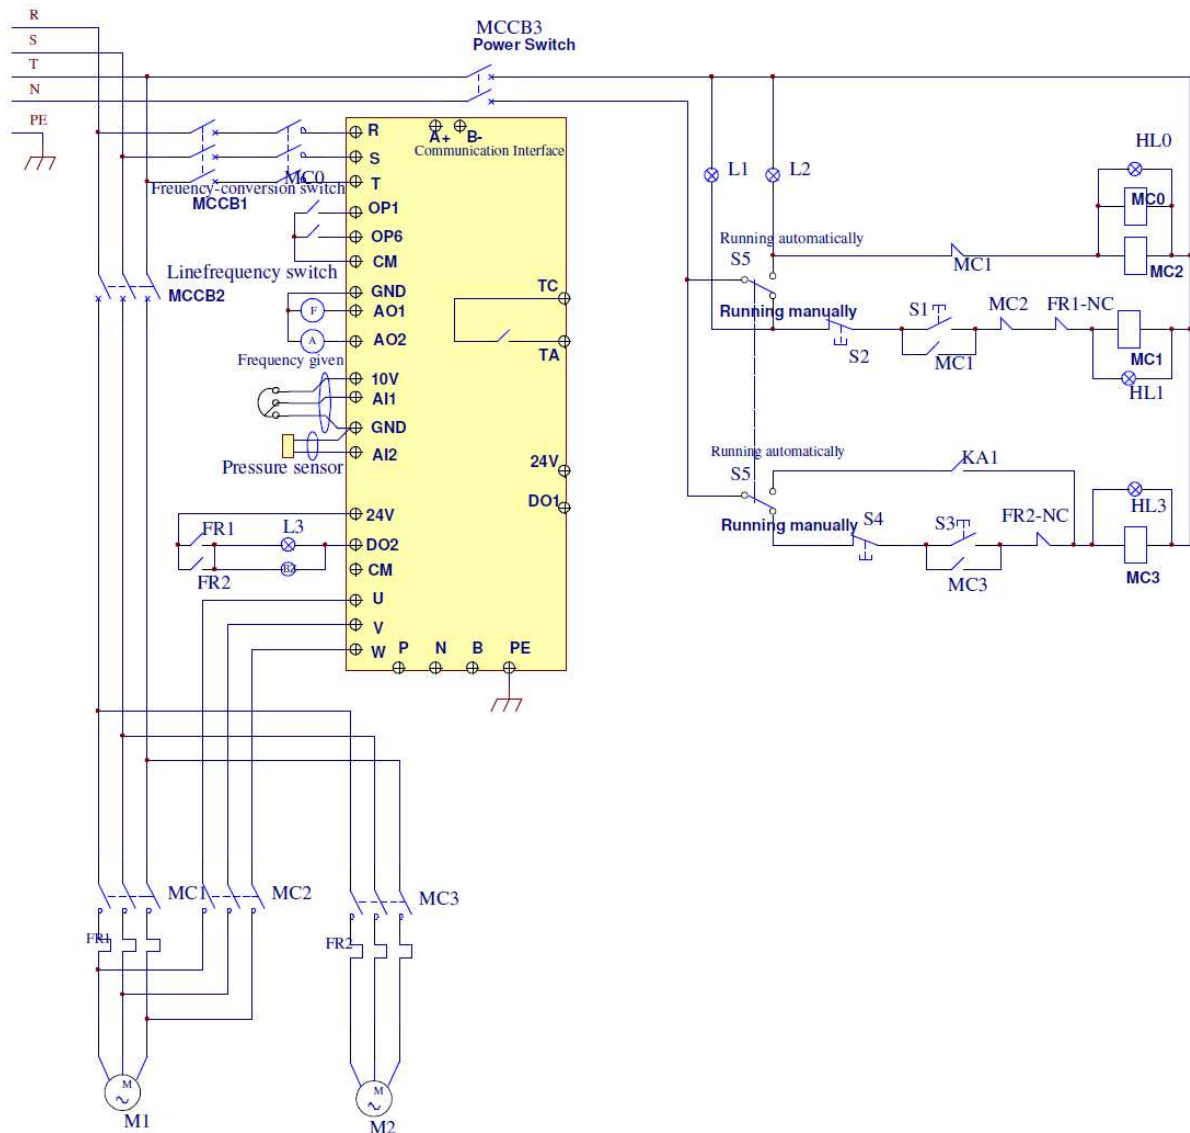 R
S
T
N
PE
MCCB3
Power Switch
R
S
T
A+
B-
Communication Interface
MC0
Freuency-conversion switch
MCCB1
OP1
OP6
CM
Linefrequency switch
MCCB2
GND
AO1
AO2
F
A
Frequency given
10V
AI1
GND
AI2
Pressure sensor
TC
TA
24V
DO1
24V
DO2
CM
FR1
L3
FR2
BZ
U
V
W
P
N
B
PE
L1
L2
HL0
MC0
MC2
Running automatically
S5
MC1
Running manually
S1
S2
MC1
MC2
FR1-NC
MC1
HL1
Running automatically
S5
KA1
Running manually
S4
S3
MC3
FR2-NC
HL3
MC3
MC1
MC2
MC3
FR1
FR2
M
M1
M
M2